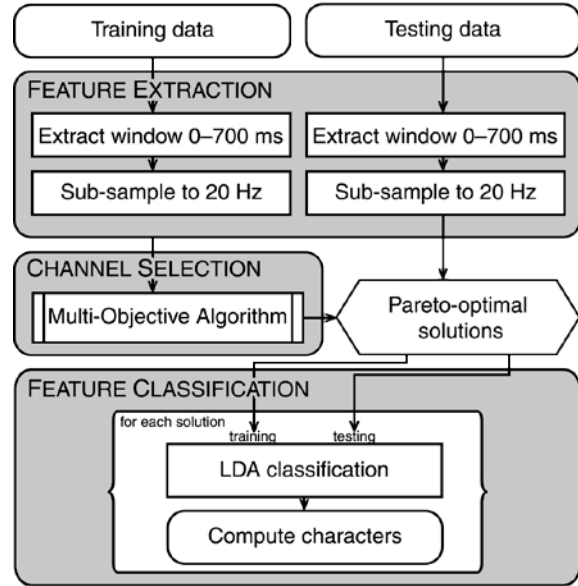 Training data
Testing data
FEATURE EXTRACTION
Extract window 0–700 ms
Extract window 0–700 ms
Sub-sample to 20 Hz
Sub-sample to 20 Hz
CHANNEL SELECTION
Multi-Objective Algorithm
Pareto-optimal
solutions
FEATURE CLASSIFICATION
for each solution
training
testing
LDA classification
Compute characters